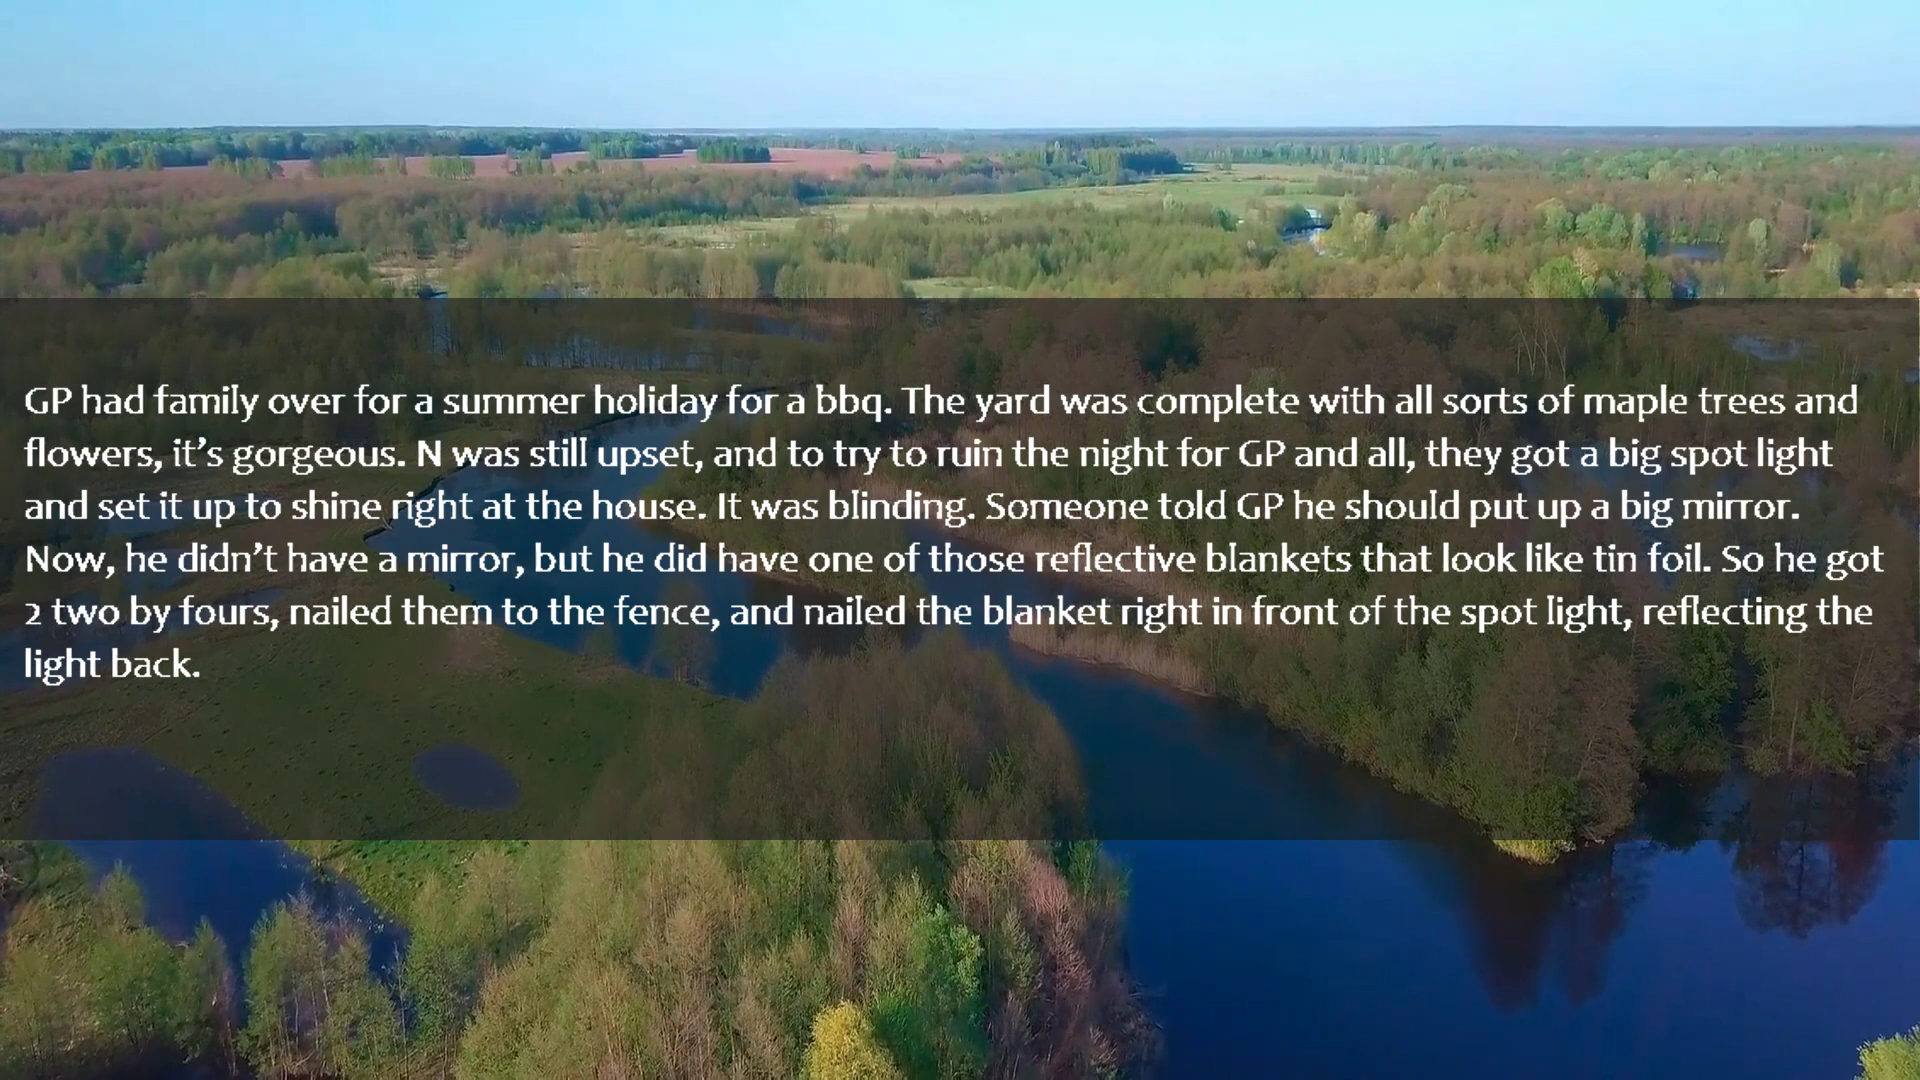 GP had family over for a summer holiday for a bbq. The yard was complete with all sorts of maple trees and
flowers, it’s gorgeous. N was still upset, and to try to ruin the night for GP and all, they got a big spot light
and set it up to shine right at the house. It was blinding. Someone told GP he should put up a big mirror.
Now, he didn’t have a mirror, but he did have one of those reflective blankets that look like tin foil. So he got
2 two by fours, nailed them to the fence, and nailed the blanket right in front of the spot light, reflecting the
light back.